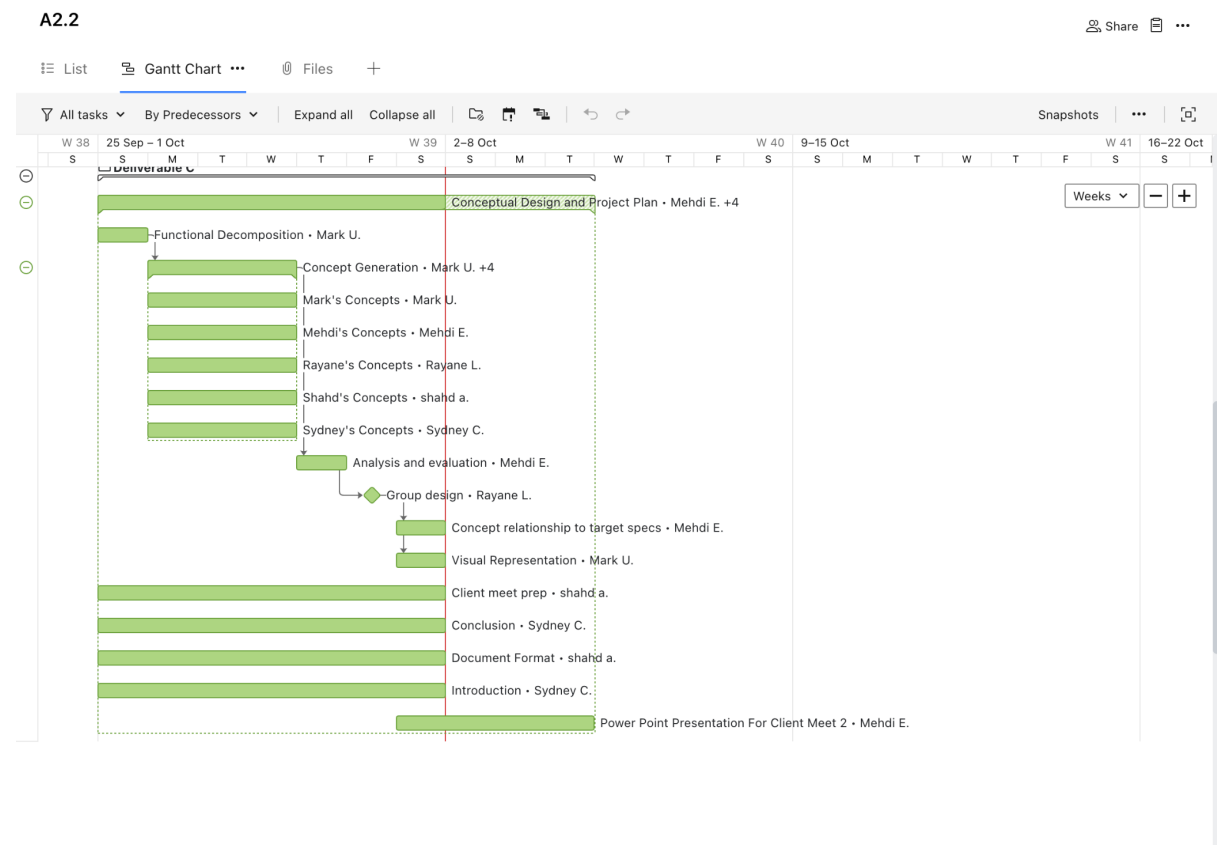 A2.2
Share
List
Gantt Chart
Files
All tasks
By Predecessors
Expand all
Collapse all
Snapshots
W 38
25 Sep – 1 Oct
W 39
2–8 Oct
W 40
9–15 Oct
W 41
16–22 Oct
S S M T W T F S S M T W T F S S M T W T F S S
Deliverable C
Weeks
Conceptual Design and Project Plan • Mehdi E. +4
Functional Decomposition • Mark U.
Concept Generation • Mark U. +4
Mark's Concepts • Mark U.
Mehdi's Concepts • Mehdi E.
Rayane's Concepts • Rayane L.
Shahd's Concepts • shahd a.
Sydney's Concepts • Sydney C.
Analysis and evaluation • Mehdi E.
Group design • Rayane L.
Concept relationship to target specs • Mehdi E.
Visual Representation • Mark U.
Client meet prep • shahd a.
Conclusion • Sydney C.
Document Format • shahd a.
Introduction • Sydney C.
Power Point Presentation For Client Meet 2 • Mehdi E.